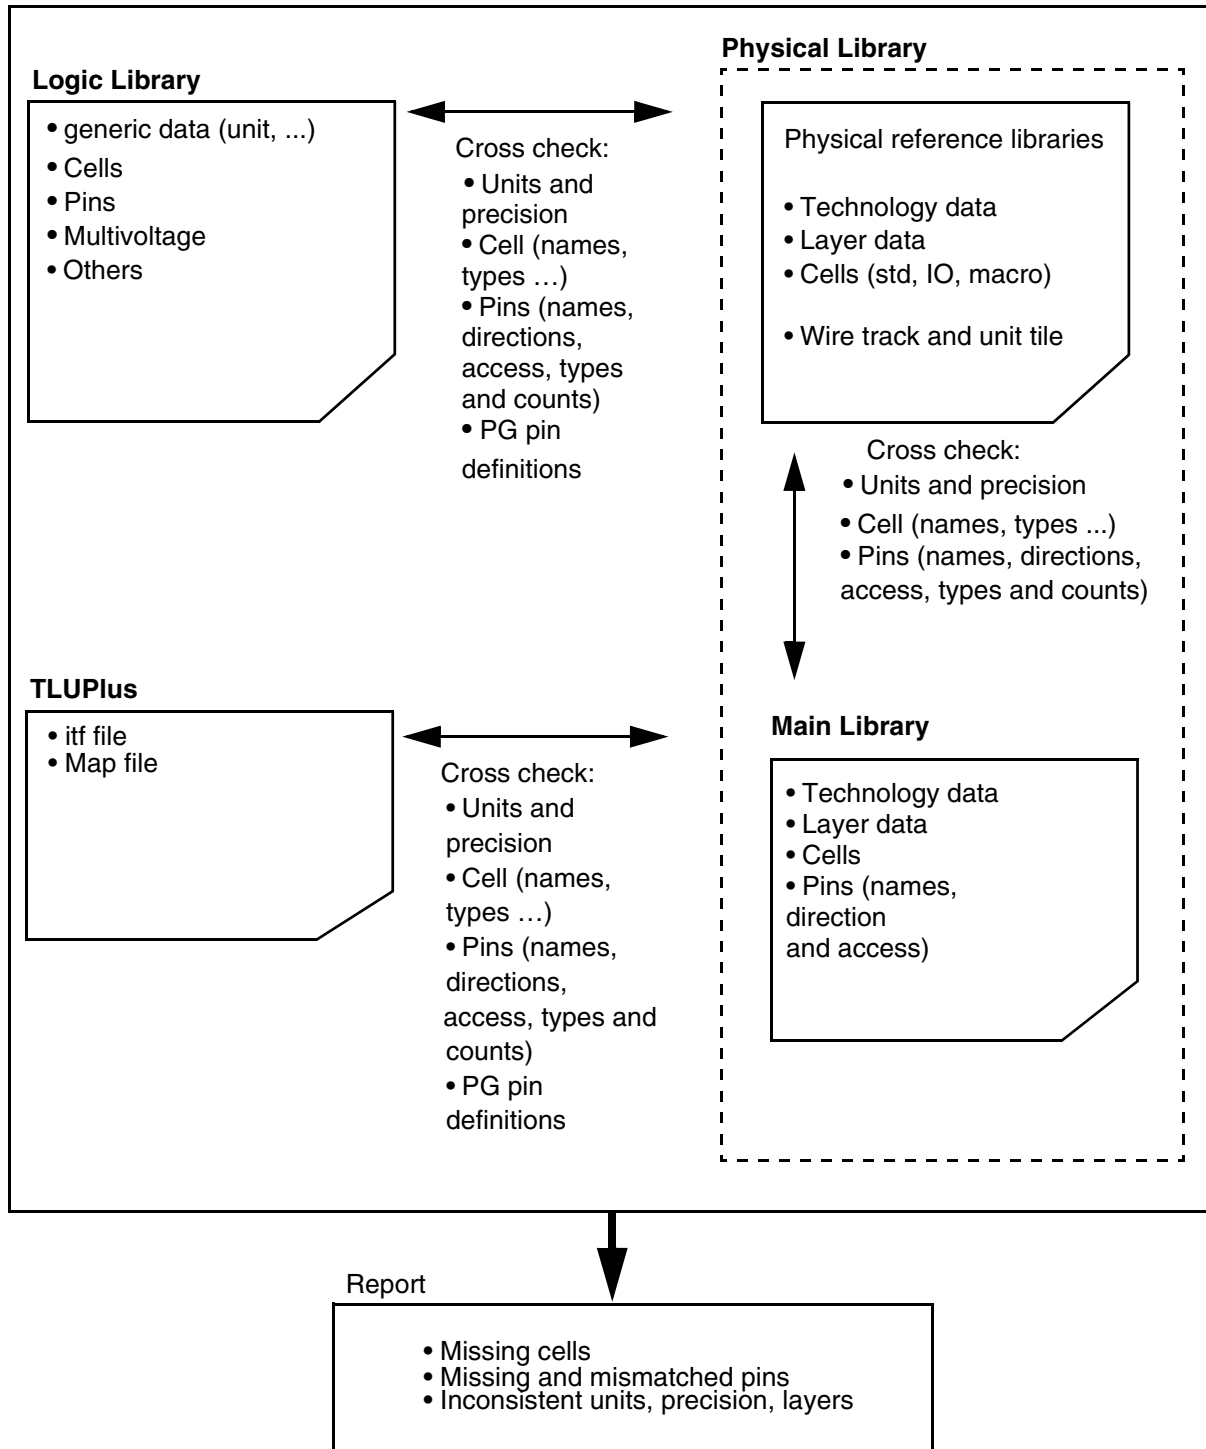 Physical Library
Logic Library
• generic data (unit, ...)
• Cells
• Pins
• Multivoltage
• Others
Cross check:
• Units and
precision
• Cell (names,
types …)
• Pins (names,
directions,
access, types
and counts)
• PG pin
definitions
Physical reference libraries
• Technology data
• Layer data
• Cells (std, IO, macro)
• Wire track and unit tile
Cross check:
• Units and precision
• Cell (names, types ...)
• Pins (names, directions,
access, types and counts)
TLUPlus
• itf file
• Map file
Cross check:
• Units and
precision
• Cell (names,
types …)
• Pins (names,
directions,
access, types and
counts)
• PG pin
definitions
Main Library
• Technology data
• Layer data
• Cells
• Pins (names,
direction
and access)
Report
• Missing cells
• Missing and mismatched pins
• Inconsistent units, precision, layers